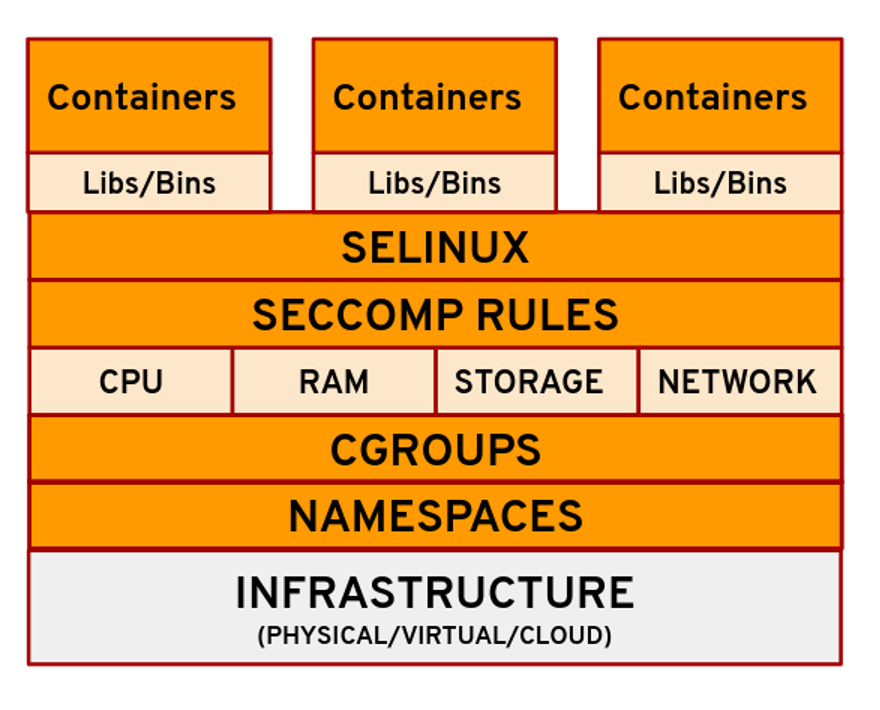 Containers Containers Containers
Libs/Bins Libs/Bins Libs/Bins
SELINUX
SECCOMP RULES
CPU RAM STORAGE NETWORK
CGROUPS
NAMESPACES
INFRASTRUCTURE
(PHYSICAL/VIRTUAL/CLOUD)